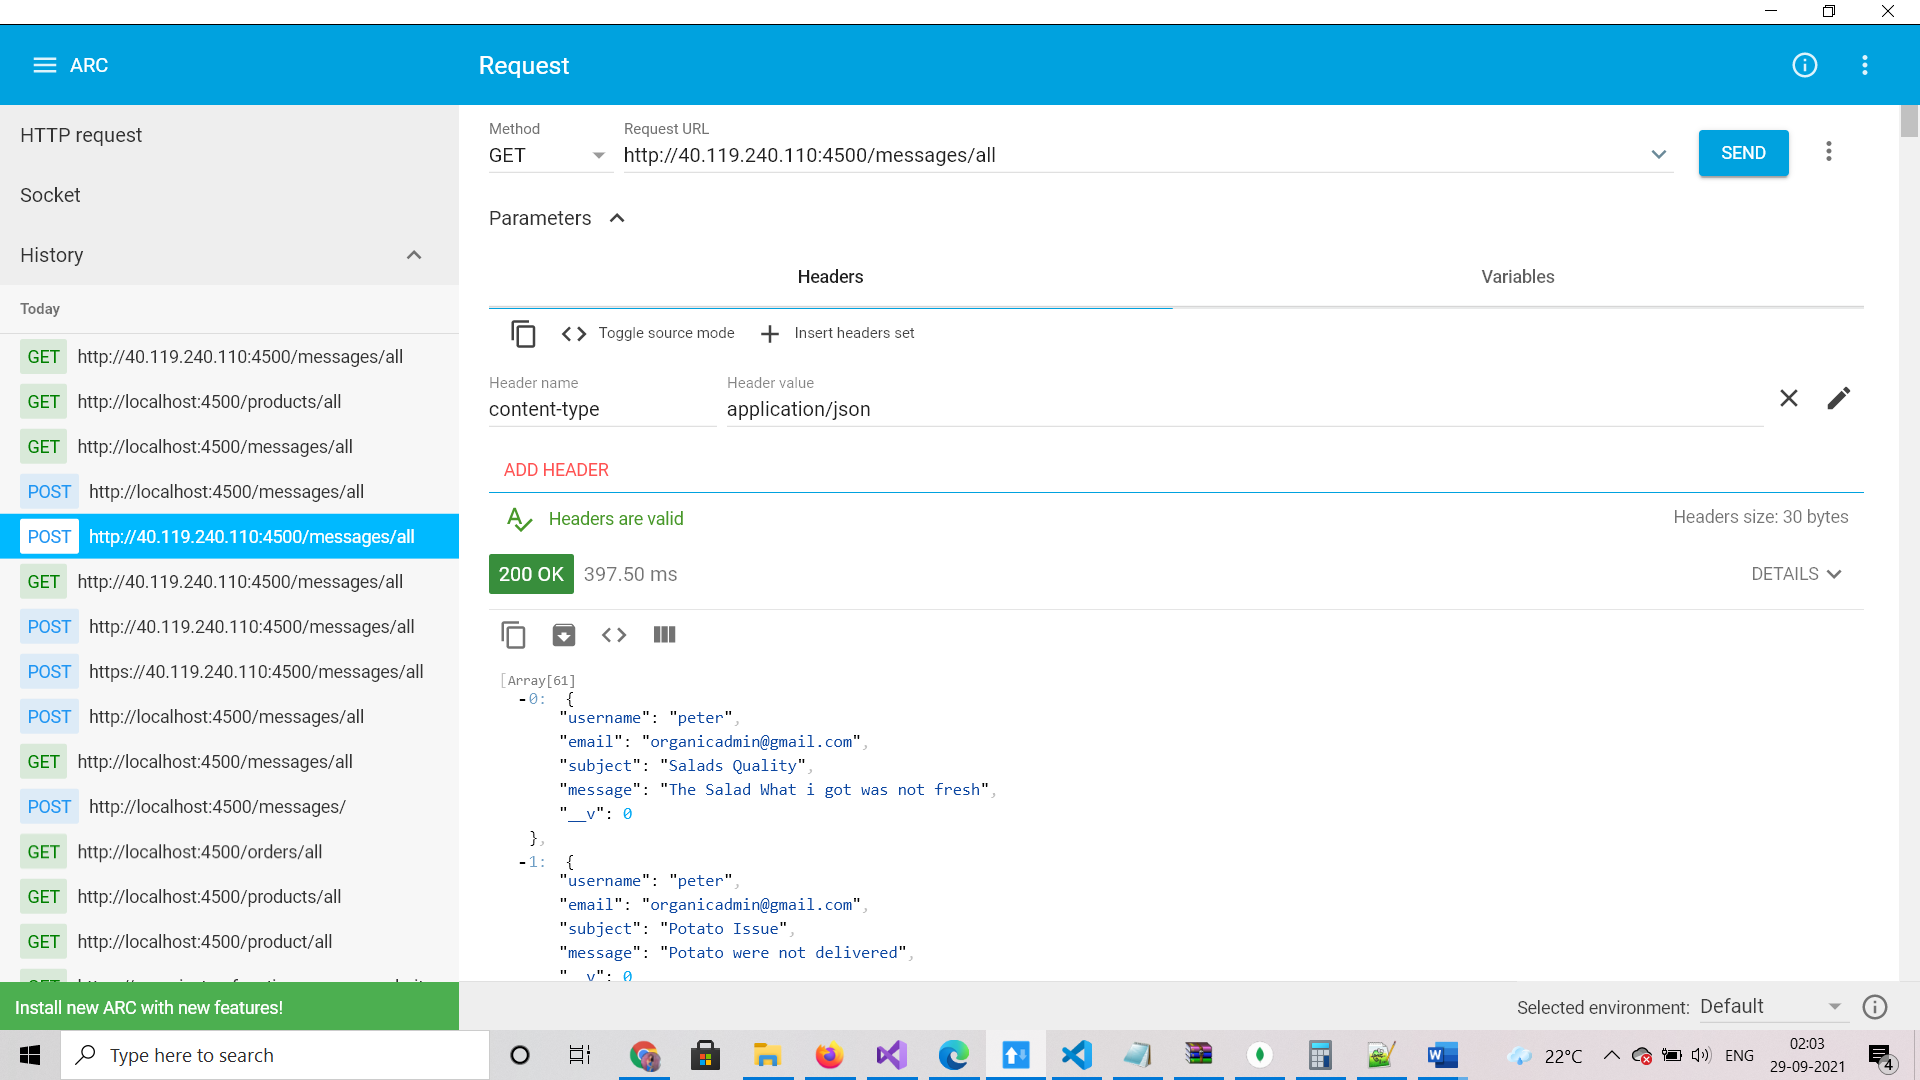 ARC
Request
HTTP request
Socket
History
Today
GET http://40.119.240.110:4500/messages/all
GET http://localhost:4500/products/all
GET http://localhost:4500/messages/all
POST http://localhost:4500/messages/all
POST http://40.119.240.110:4500/messages/all
GET http://40.119.240.110:4500/messages/all
POST http://40.119.240.110:4500/messages/all
POST https://40.119.240.110:4500/messages/all
POST http://localhost:4500/messages/all
GET http://localhost:4500/messages/all
POST http://localhost:4500/messages/
GET http://localhost:4500/orders/all
GET http://localhost:4500/products/all
GET http://localhost:4500/product/all
Install new ARC with new features!
Method
GET
Request URL
http://40.119.240.110:4500/messages/all
SEND
Parameters
Headers
Variables
Toggle source mode
Insert headers set
Header name
content-type
Header value
application/json
ADD HEADER
Headers are valid
Headers size: 30 bytes
200 OK 397.50 ms
DETAILS
[Array[61]
-0: {
"username": "peter",
"email": "organicadmin@gmail.com",
"subject": "Salads Quality",
"message": "The Salad What i got was not fresh",
"__v": 0
},
-1: {
"username": "peter",
"email": "organicadmin@gmail.com",
"subject": "Potato Issue",
"message": "Potato were not delivered",
"__v": 0
Selected environment: Default
Type here to search
22°C
ENG
02:03
29-09-2021
4